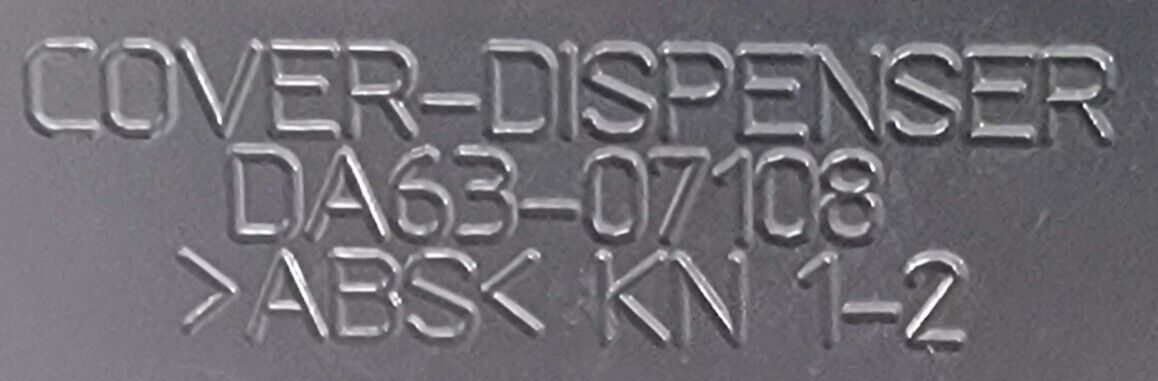 COVER-DISPENSER
DA63-07108
>ABS< KN 1-2